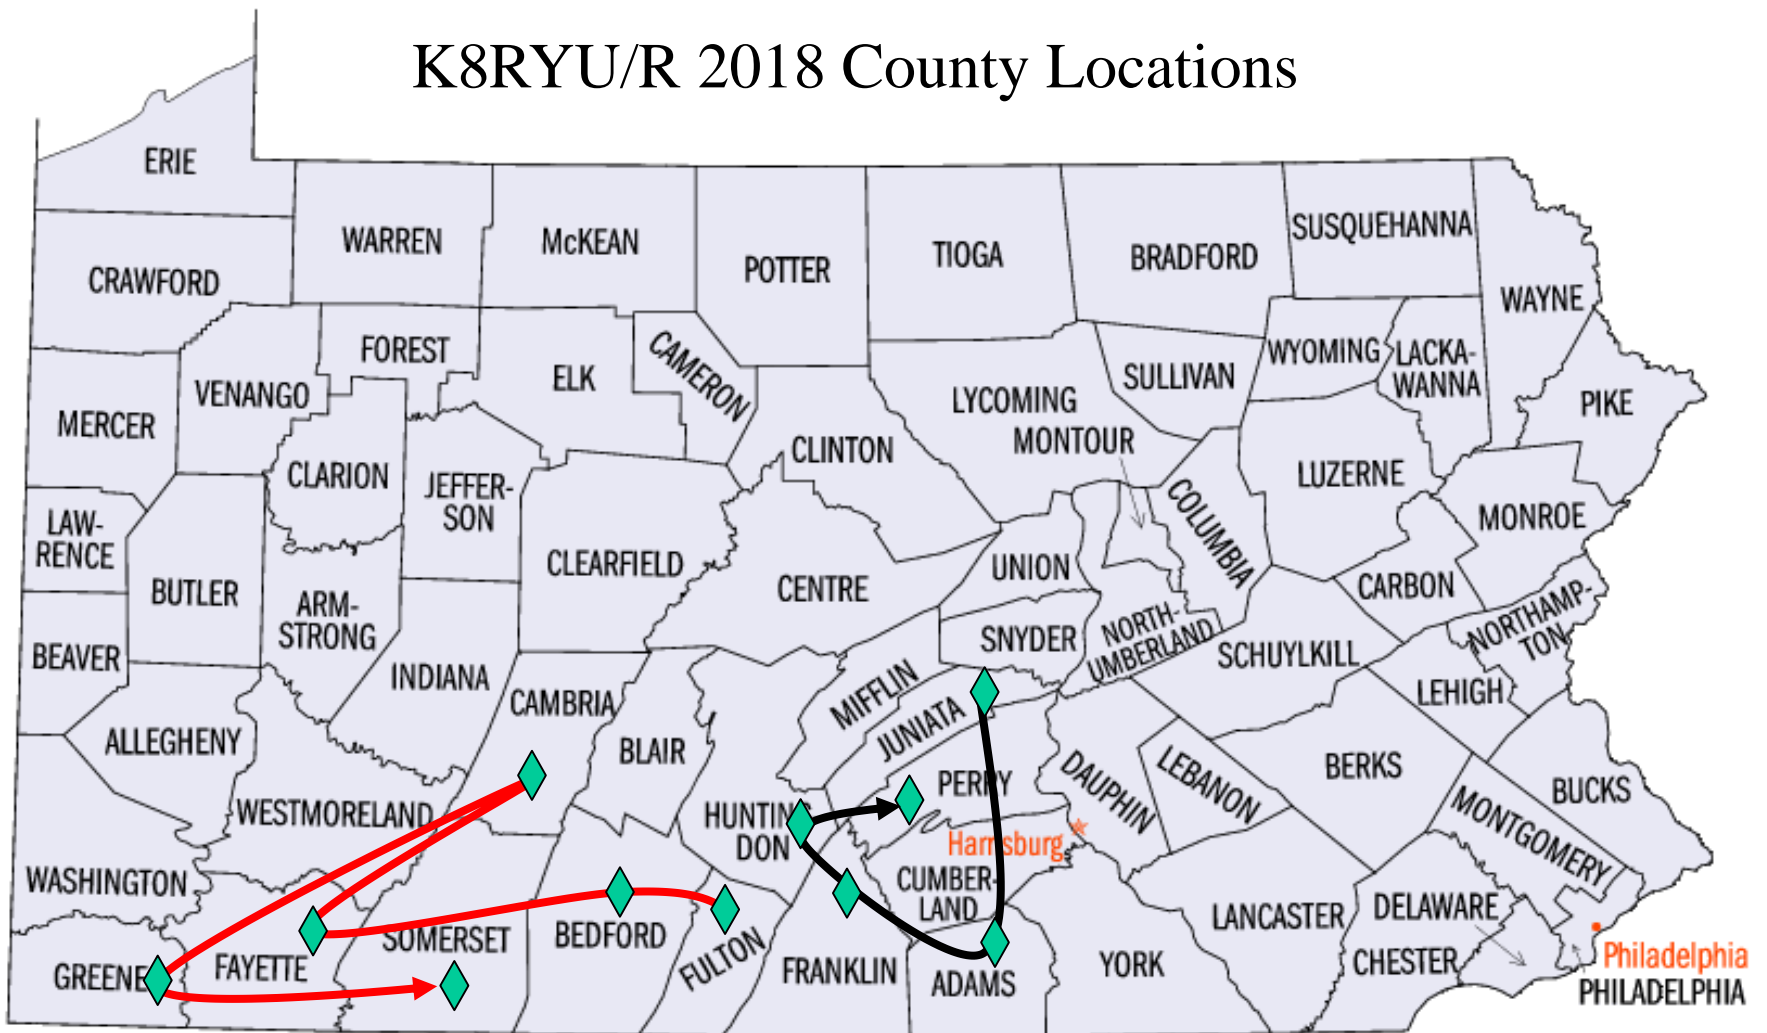 K8RYU/R 2018 County Locations
ERIE
WARREN
McKEAN
POTTER
TIOGA
BRADFORD
SUSQUEHANNA
WAYNE
CRAWFORD
FOREST
ELK
CAMERON
WYOMING
LACKA-
WANNA
SULLIVAN
LYCOMING
PIKE
VENANGO
MERCER
CLINTON
MONTOUR
LUZERNE
CLARION
JEFFER-
SON
COLUMBIA
MONROE
LAW-
RENCE
BUTLER
CLEARFIELD
CENTRE
UNION
CARBON
ARM-
STRONG
SNYDER
NORTH-
UMBERLAND
NORTHAMP-
TON
BEAVER
INDIANA
CAMBRIA
MIFFLIN
SCHUYLKILL
LEHIGH
ALLEGHENY
BLAIR
JUNIATA
PERRY
DAUPHIN
LEBANON
BERKS
BUCKS
WESTMORELAND
HUNTING
DON
Harrisburg
MONTGOMERY
WASHINGTON
CUMBER-
LAND
LANCASTER
DELAWARE
GREENE
FAYETTE
SOMERSET
BEDFORD
FULTON
FRANKLIN
ADAMS
YORK
CHESTER
Philadelphia
PHILADELPHIA